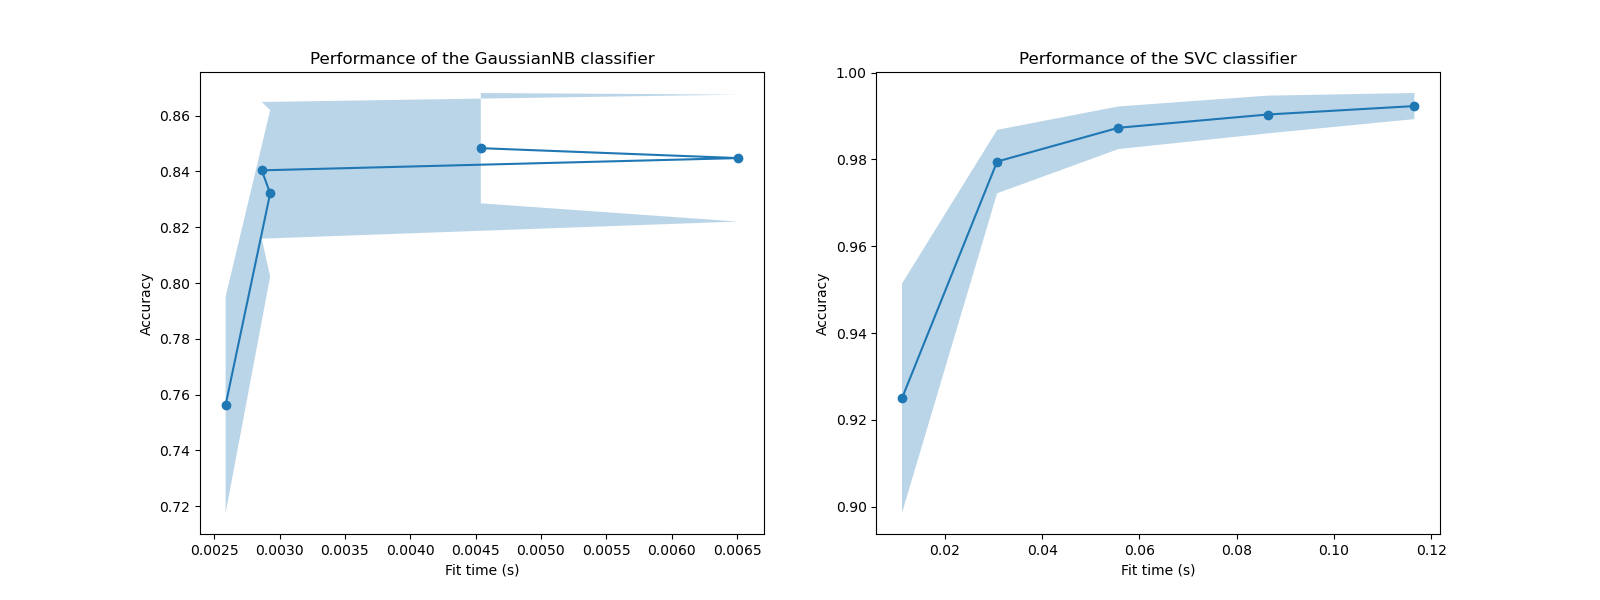 Performance of the GaussianNB classifier
Accuracy
0.86
0.84
0.82
0.80
0.78
0.76
0.74
0.72
0.0025 0.0030 0.0035 0.0040 0.0045 0.0050 0.0055 0.0060 0.0065
Fit time (s)
Performance of the SVC classifier
Accuracy
1.00
0.98
0.96
0.94
0.92
0.90
0.02 0.04 0.06 0.08 0.10 0.12
Fit time (s)